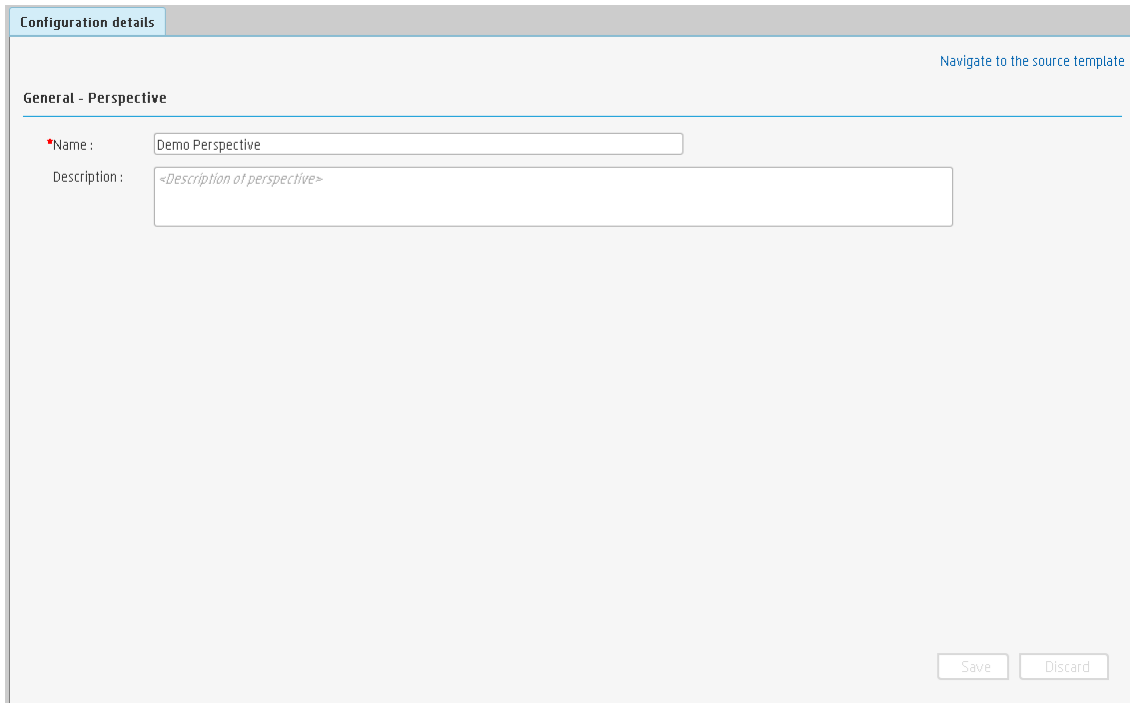 Configuration details
Navigate to the source template
General - Perspective
*Name : Demo Perspective
Description : <Description of perspective>
Save Discard